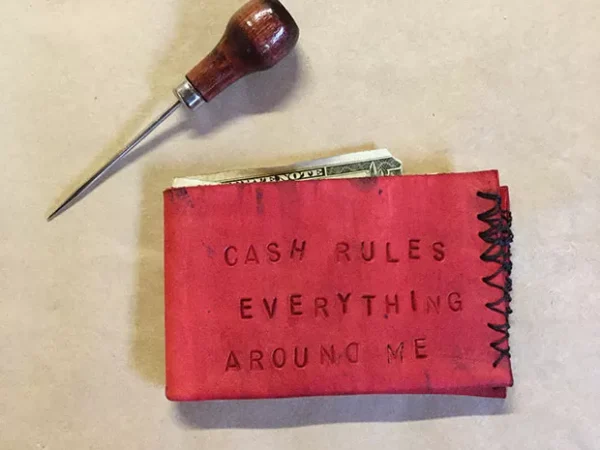 NOTE
CASH RULES
EVERYTHING
AROUND ME